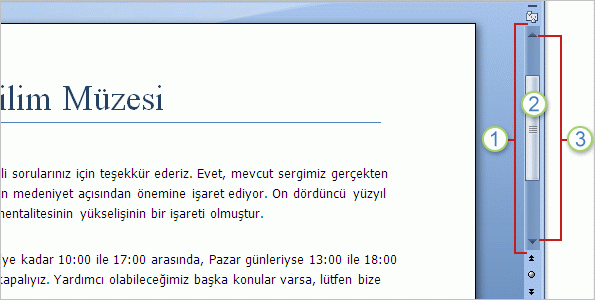 ilim Müzesi
1
2
3
li sorularınız için teşekkür ederiz. Evet, mevcut sergimiz gerçekten
n medeniyet açısından önemine işaret ediyor. On dördüncü yüzyıl
mentalitesinin yükselişinin bir işareti olmuştur.
ye kadar 10:00 ile 17:00 arasında, Pazar günleriyse 13:00 ile 18:00
kapalıyız. Yardımcı olabileceğimiz başka konular varsa, lütfen bize